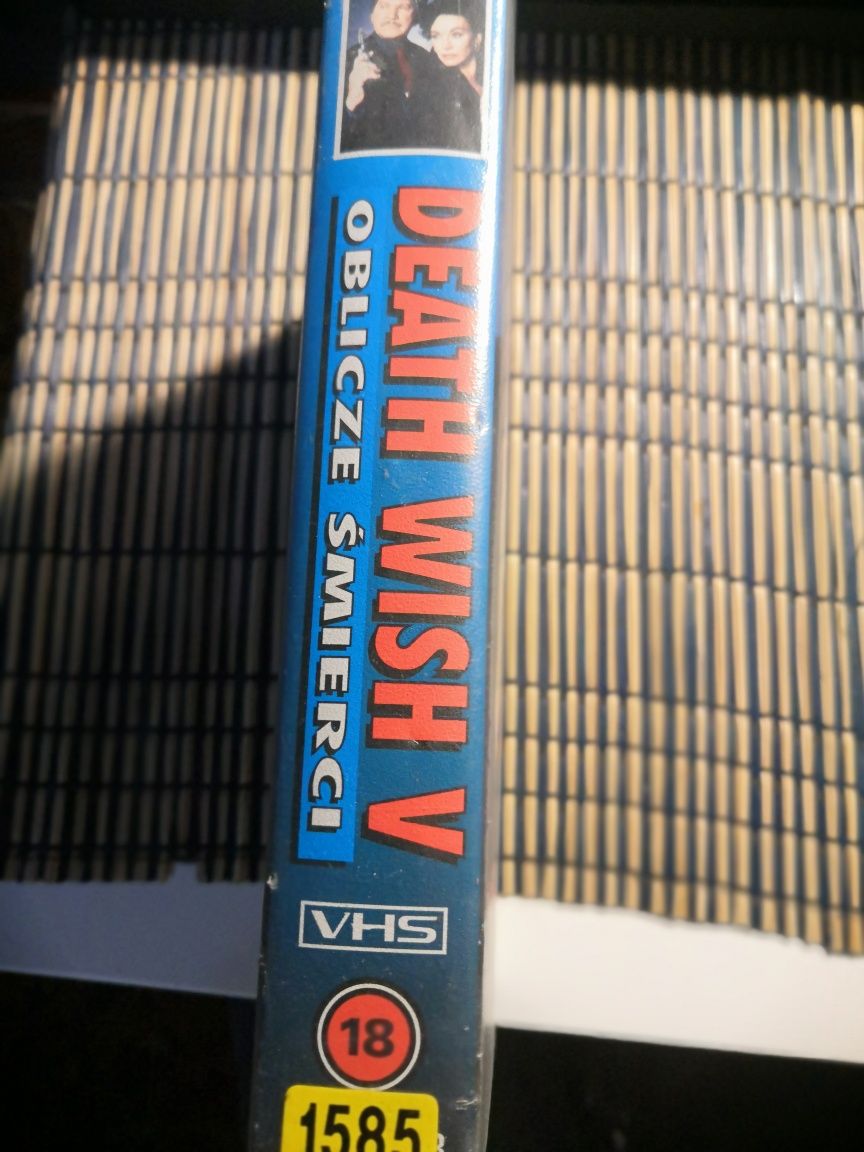 DEATH WISH V
OBLICZE ŚMIERCI
VHS
18
1585